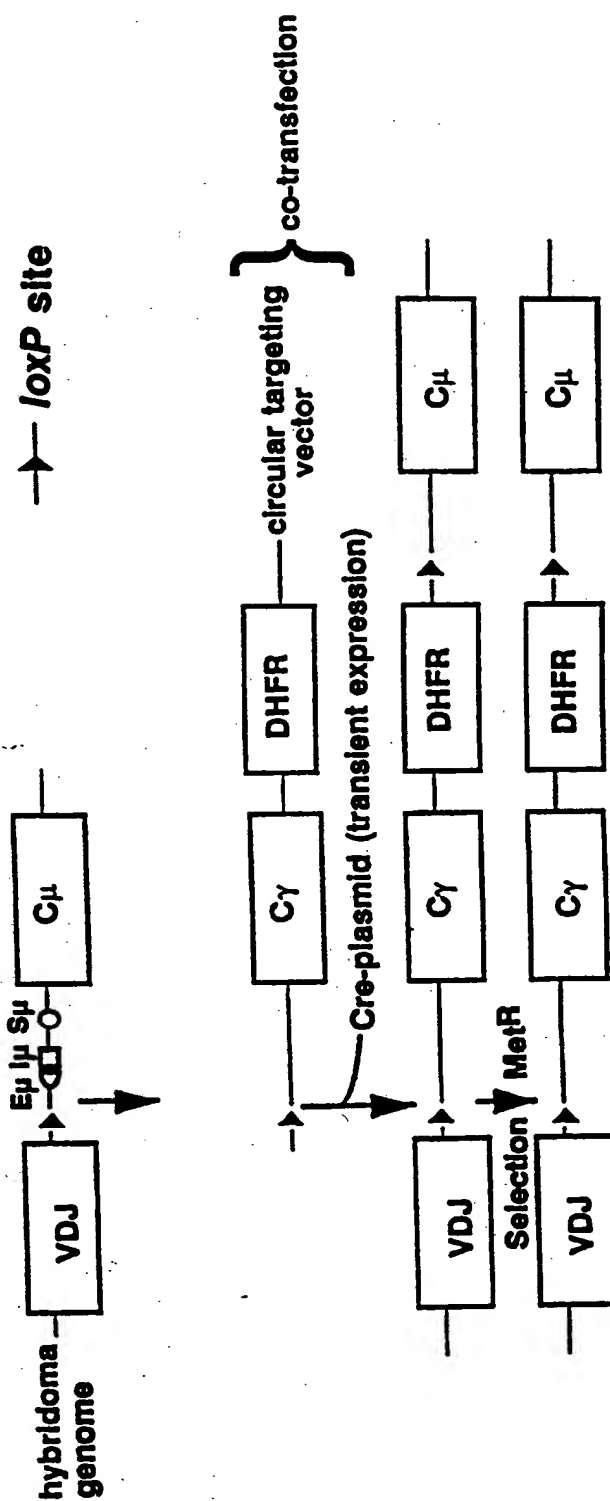 loxP site
Eμ Iμ Sμ
hybridoma
genome
VDJ
Cμ
Cγ
DHFR
circular targeting
vector
co-transfection
Cre-plasmid (transient expression)
VDJ
Cγ
DHFR
Cμ
Selection MetR
VDJ
Cγ
DHFR
Cμ